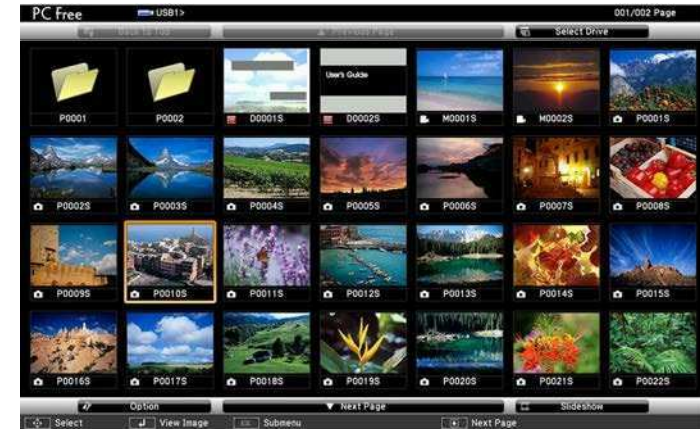 PC Free USB1> 001/002 Page
Back to Top ▲ Previous Page Select Drive
User's Guide
P0001 P0002 D0001S D0002S M0001S M0002S P0001S
P0002S P0003S P0004S P0005S P0006S P0007S P0008S
P0009S P0010S P0011S P0012S P0013S P0014S P0015S
P0016S P0017S P0018S P0019S P0020S P0021S P0022S
Option ▼ Next Page Slideshow
Select View Image Esc Submenu Next Page